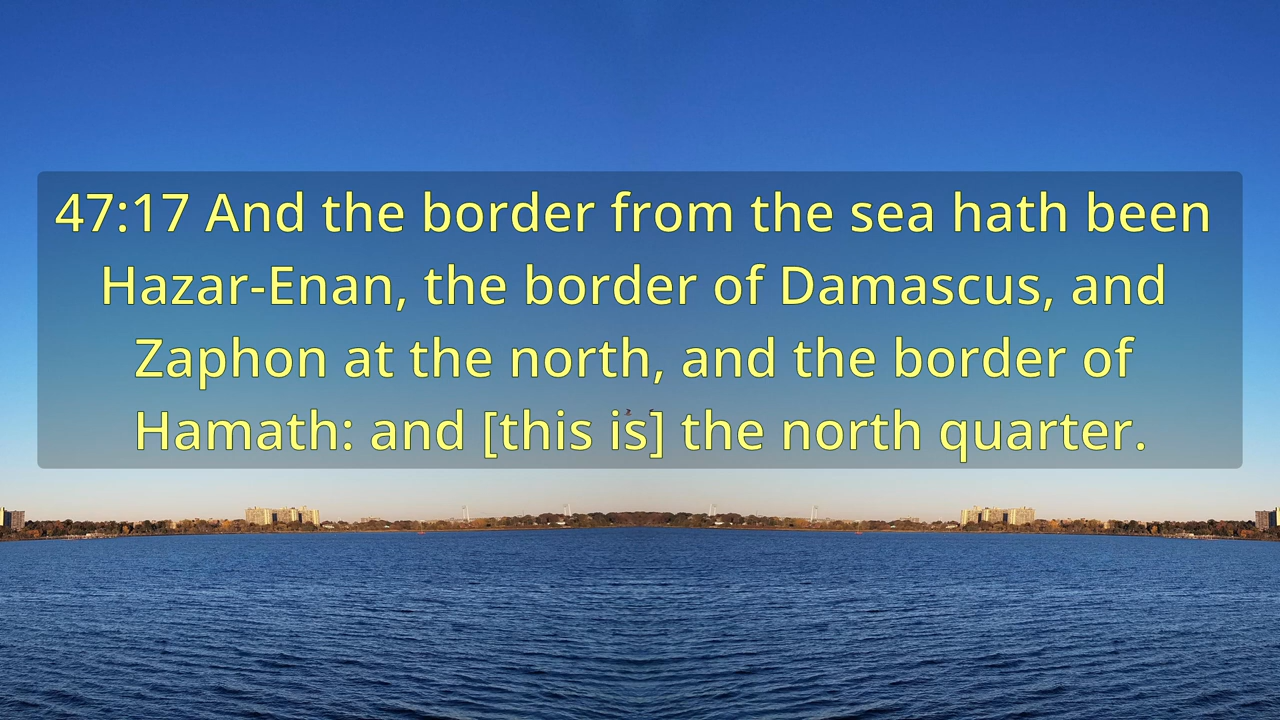 47:17 And the border from the sea hath been
Hazar-Enan, the border of Damascus, and
Zaphon at the north, and the border of
Hamath: and [this is] the north quarter.